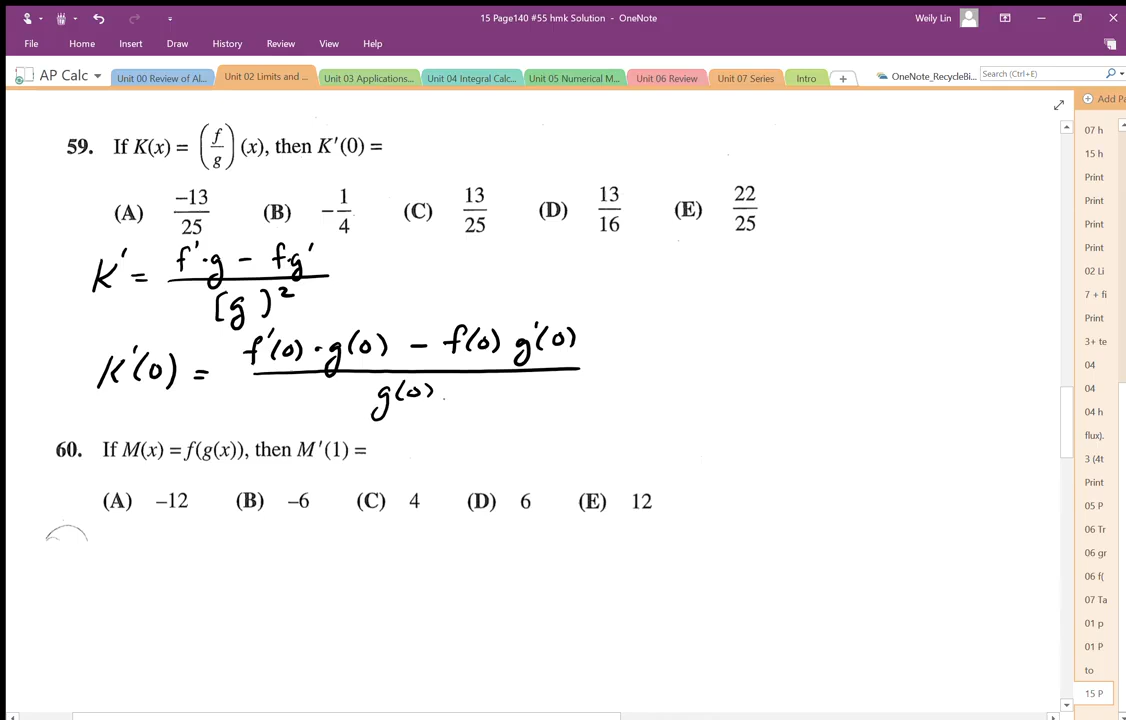 15 Page140 #55 hmk Solution - OneNote
Weily Lin
File Home Insert Draw History Review View Help
AP Calc Unit 00 Review of Al... Unit 02 Limits and ... Unit 03 Applications... Unit 04 Integral Calc... Unit 05 Numerical M... Unit 06 Review Unit 07 Series Intro + OneNote_RecycleBi... Search (Ctrl+E)
Add Pa
59. If K(x) = (f/g) (x), then K'(0) =
(A) -13/25 (B) -1/4 (C) 13/25 (D) 13/16 (E) 22/25
K' = f'·g - f·g' / [g)²
K'(0) = f'(0)·g(0) - f(0) g'(0) / g(0)
60. If M(x) = f(g(x)), then M'(1) =
(A) -12 (B) -6 (C) 4 (D) 6 (E) 12
07 h
15 h
Print
Print
Print
Print
02 Li
7 + fi
Print
3+ te
04
04
04 h
flux).
3 (4t
Print
05 P
06 Tr
06 gr
06 f(
07 Ta
01 p
01 P
to
15 P